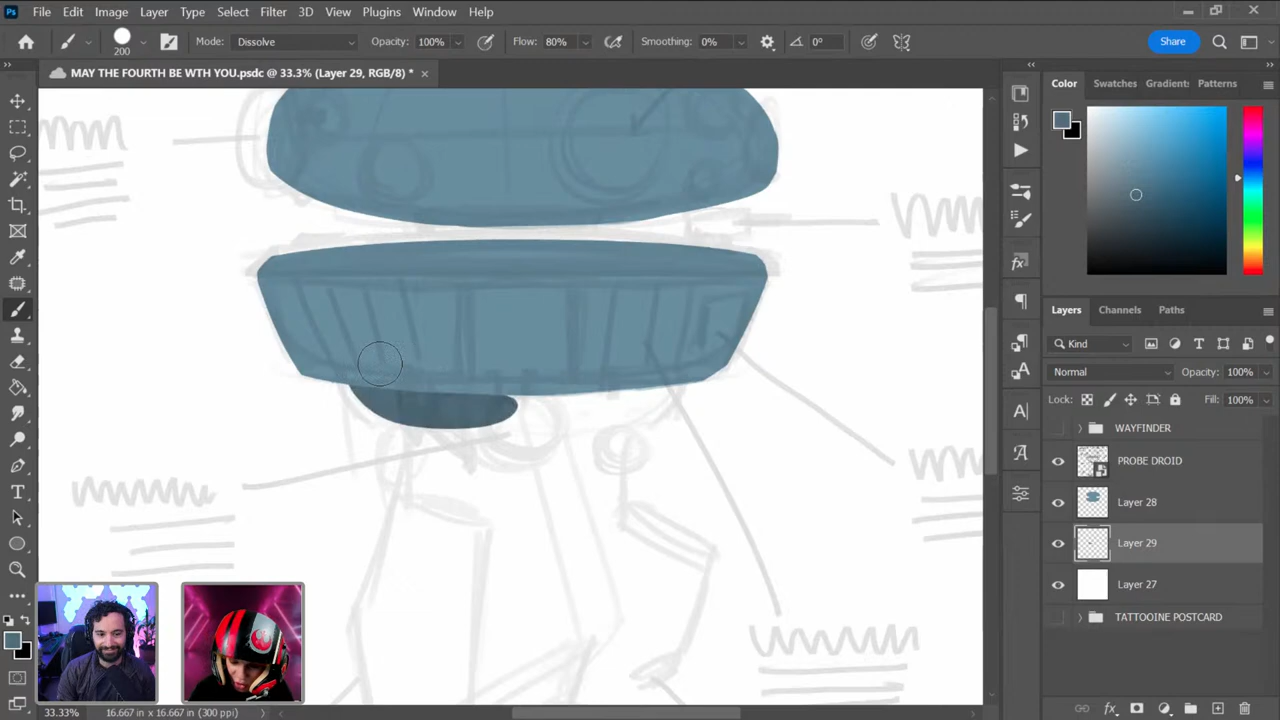 Ps File Edit Image Layer Type Select Filter 3D View Plugins Window Help
200 Mode: Dissolve Opacity: 100% Flow: 80% Smoothing: 0% 0° Share
MAY THE FOURTH BE WTH YOU.psdc @ 33.3% (Layer 29, RGB/8) *
Color Swatches Gradient Patterns
Layers Channels Paths
Kind
Normal Opacity: 100%
Lock: Fill: 100%
WAYFINDER
PROBE DROID
Layer 28
Layer 29
Layer 27
TATTOOINE POSTCARD
33.33% 16.667 in x 16.667 in (300 ppi)